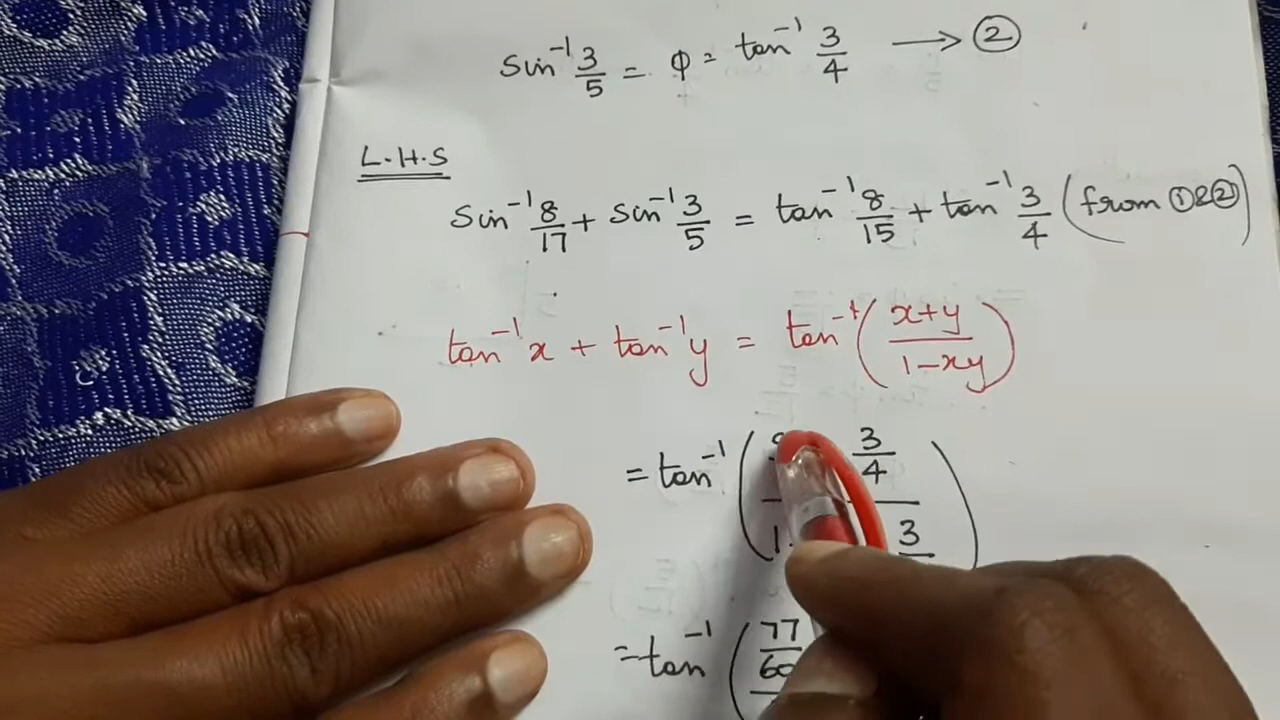 sin⁻¹ 3/5 = φ = tan⁻¹ 3/4 → ②
L.H.S
sin⁻¹ 8/17 + sin⁻¹ 3/5 = tan⁻¹ 8/15 + tan⁻¹ 3/4 (from ① & ②)
tan⁻¹x + tan⁻¹y = tan⁻¹(x+y/1-xy)
= tan⁻¹( 3/4 / 1 3
= tan⁻¹(77/60